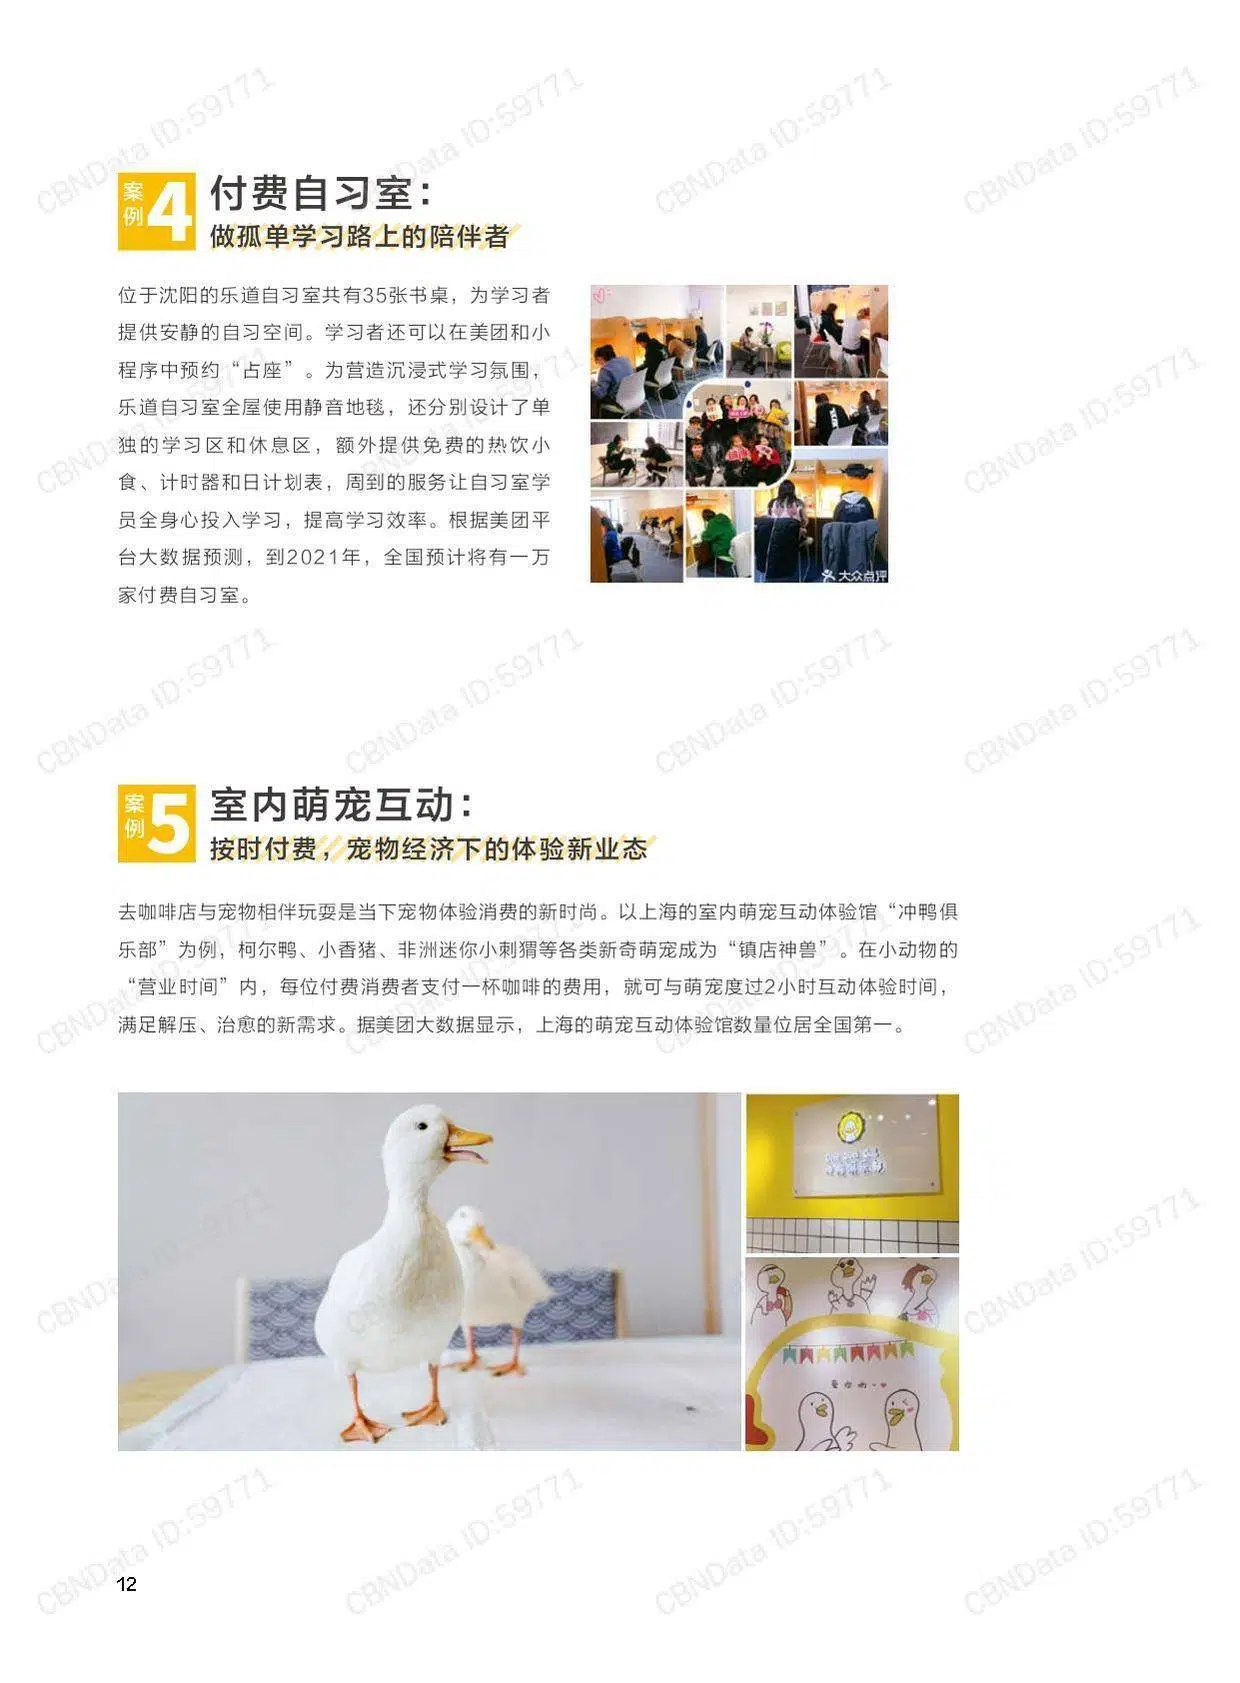 案例4
付费自习室：
做孤单学习路上的陪伴者
位于沈阳的乐道自习室共有35张书桌，为学习者
提供安静的自习空间。学习者还可以在美团和小
程序中预约“占座”。为营造沉浸式学习氛围，
乐道自习室全屋使用静音地毯，还分别设计了单
独的学习区和休息区，额外提供免费的热饮小
食、计时器和日计划表，周到的服务让自习室学
员全身心投入学习，提高学习效率。根据美团平
台大数据预测，到2021年，全国预计将有一万
家付费自习室。
大众点评
案例5
室内萌宠互动：
按时付费，宠物经济下的体验新业态
去咖啡店与宠物相伴玩耍是当下宠物体验消费的新时尚。以上海的室内萌宠互动体验馆“冲鸭俱
乐部”为例，柯尔鸭、小香猪、非洲迷你小刺猬等各类新奇萌宠成为“镇店神兽”。在小动物的
“营业时间”内，每位付费消费者支付一杯咖啡的费用，就可与萌宠度过2小时互动体验时间，
满足解压、治愈的新需求。据美团大数据显示，上海的萌宠互动体验馆数量位居全国第一。
12
CBNData ID:59771